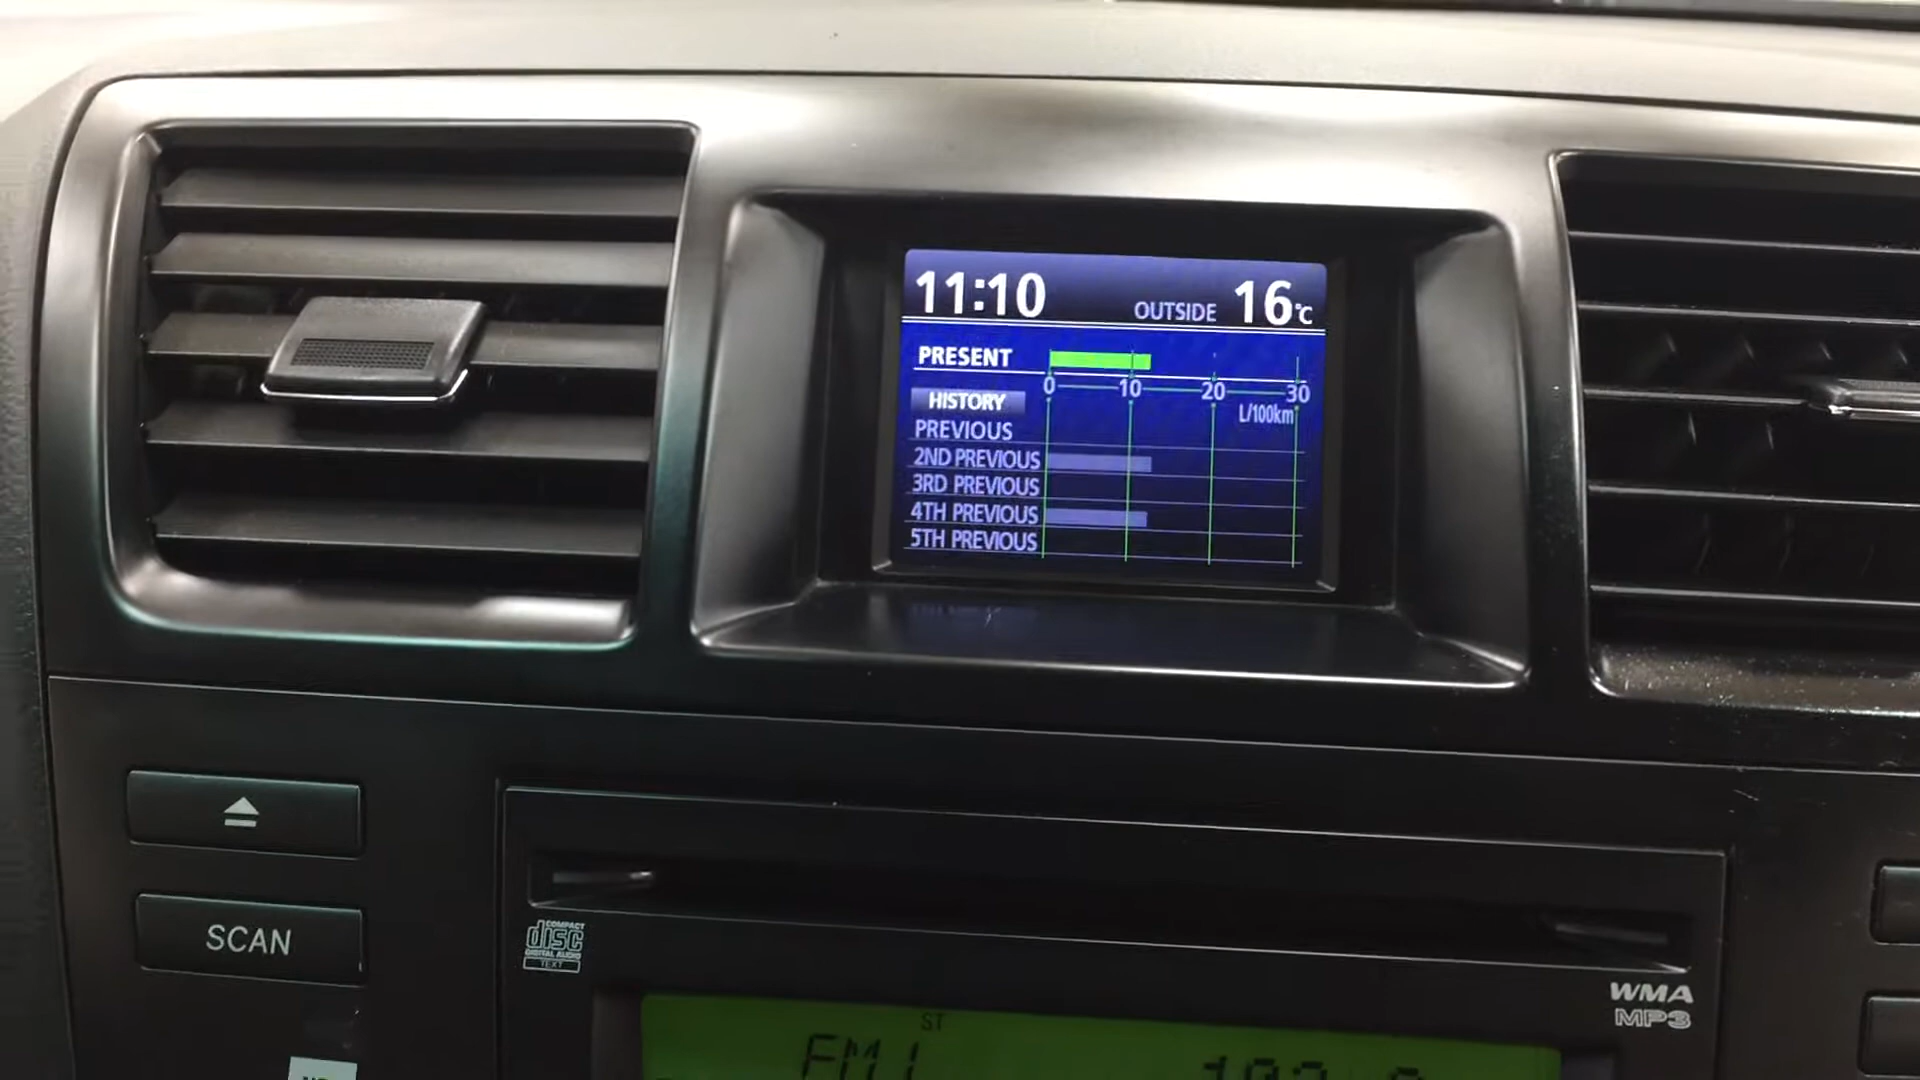 11:10 OUTSIDE 16°C
PRESENT
0 10 20 30
HISTORY L/100km
PREVIOUS
2ND PREVIOUS
3RD PREVIOUS
4TH PREVIOUS
5TH PREVIOUS
SCAN
COMPACT
disc
DIGITAL AUDIO
TEXT
WMA
MP3
ST
FM1